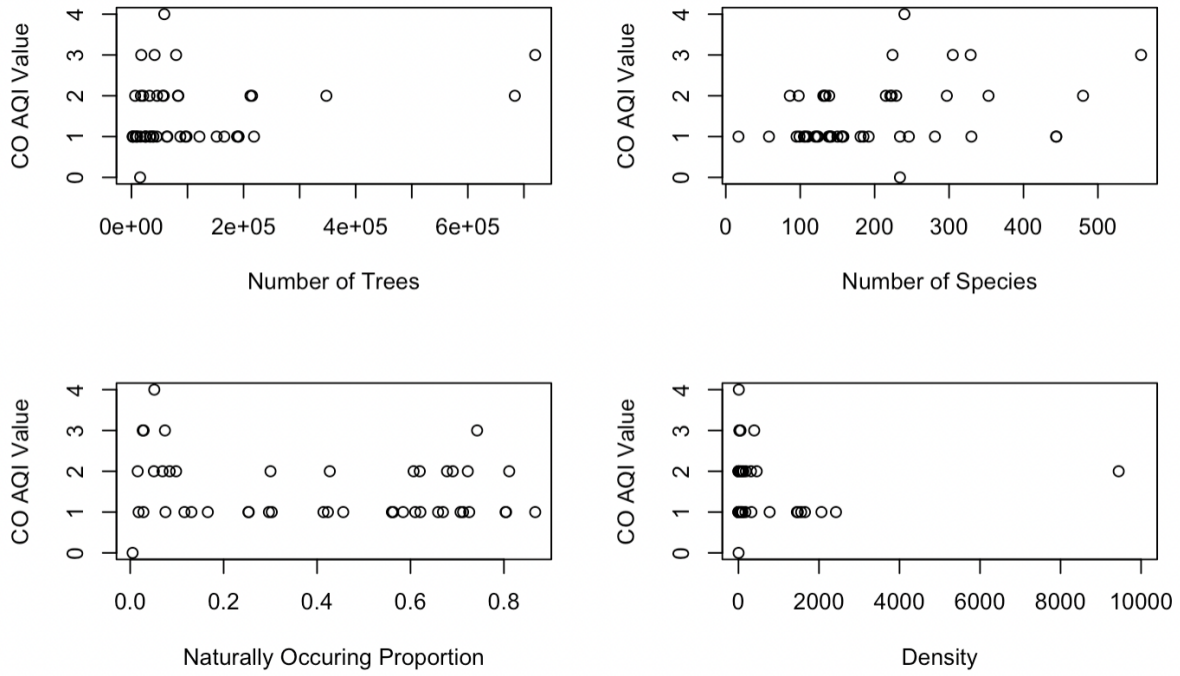 CO AQI Value
4
3
2
1
0
0e+00 2e+05 4e+05 6e+05
Number of Trees
CO AQI Value
4
3
2
1
0
0 100 200 300 400 500
Number of Species
CO AQI Value
4
3
2
1
0
0.0 0.2 0.4 0.6 0.8
Naturally Occuring Proportion
CO AQI Value
4
3
2
1
0
0 2000 4000 6000 8000 10000
Density